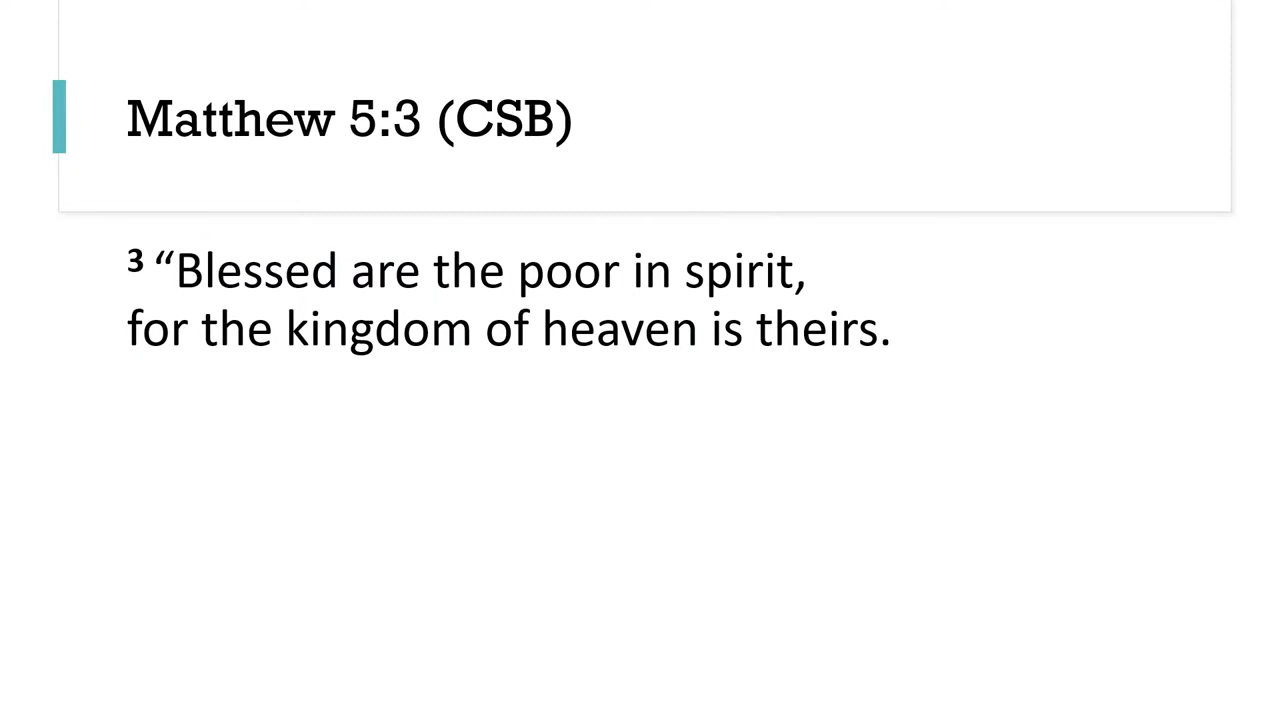 Matthew 5:3 (CSB)
3 “Blessed are the poor in spirit,
for the kingdom of heaven is theirs.